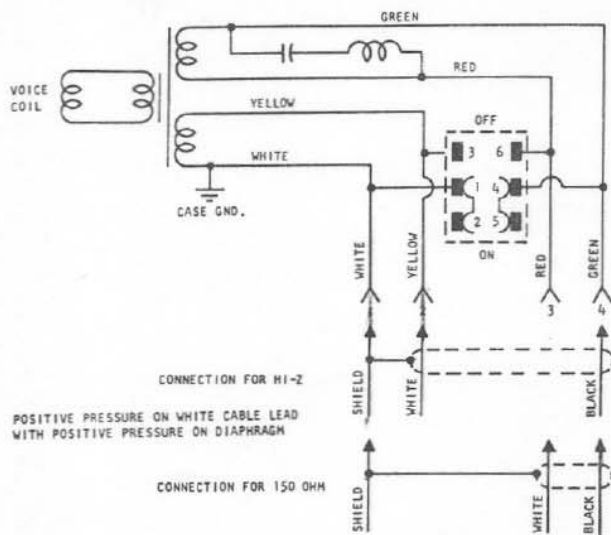 GREEN
VOICE
COIL
RED
YELLOW
OFF
3 6
WHITE
1 4
CASE GND.
2 5
ON
WHITE
YELLOW
RED
GREEN
1 2 3 4
CONNECTION FOR HI-Z
SHIELD
WHITE
BLACK
POSITIVE PRESSURE ON WHITE CABLE LEAD
WITH POSITIVE PRESSURE ON DIAPHRAGM
CONNECTION FOR 150 OHM
SHIELD
WHITE
BLACK